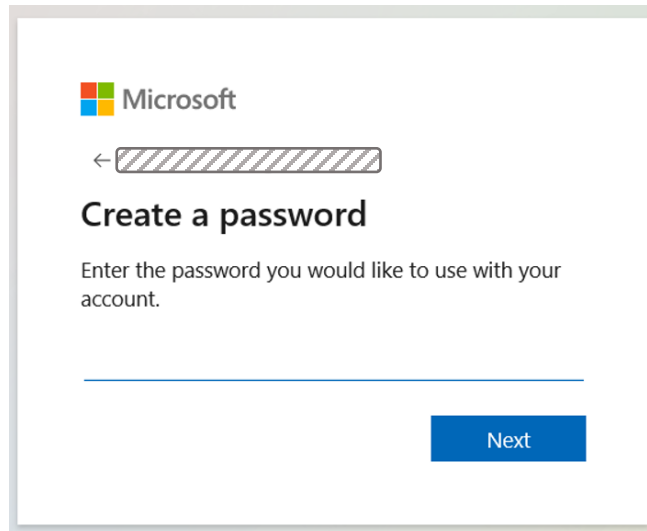 Microsoft
Create a password
Enter the password you would like to use with your
account.
Next